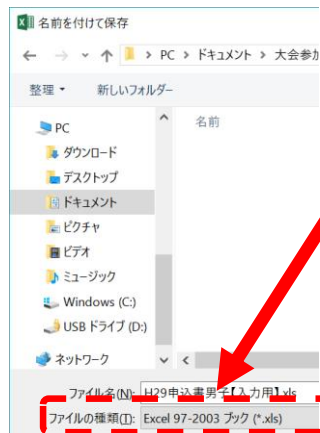 名前を付けて保存
PC > ドキュメント > 大会参加
整理 新しいフォルダー
名前
PC
ダウンロード
デスクトップ
ドキュメント
ピクチャ
ビデオ
ミュージック
Windows (C:)
USB ドライブ (D:)
ネットワーク
ファイル名(N): H29申込書男子【入力用】.xls
ファイルの種類(T): Excel 97-2003 ブック (*.xls)